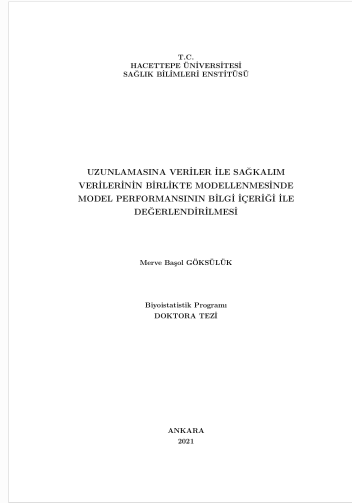 T.C.
HACETTEPE ÜNİVERSİTESİ
SAĞLIK BİLİMLERİ ENSTİTÜSÜ
UZUNLAMASINA VERİLER İLE SAĞKALIM
VERİLERİNİN BİRLİKTE MODELLENMESİNDE
MODEL PERFORMANSININ BİLGİ İÇERİĞİ İLE
DEĞERLENDİRİLMESİ
Merve Başol GÖKSÜLÜK
Biyoistatistik Programı
DOKTORA TEZİ
ANKARA
2021